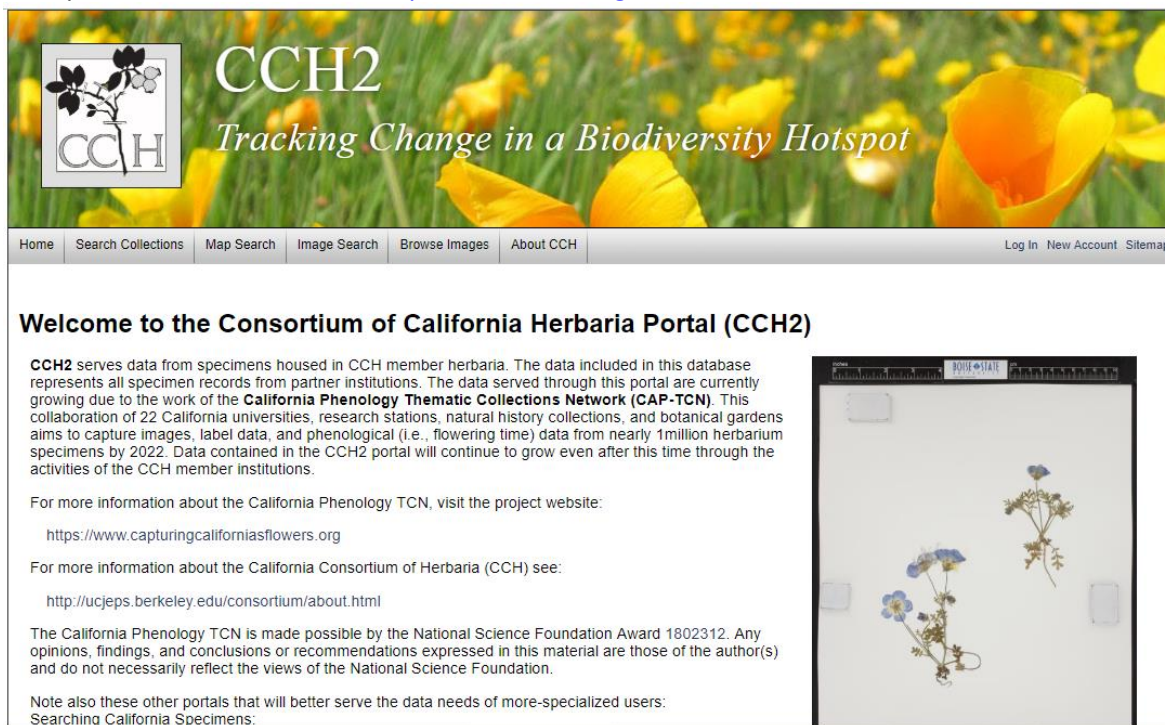 CCH2
Tracking Change in a Biodiversity Hotspot
CCH
Home
Search Collections
Map Search
Image Search
Browse Images
About CCH
Log In New Account Sitemap
Welcome to the Consortium of California Herbaria Portal (CCH2)
CCH2 serves data from specimens housed in CCH member herbaria. The data included in this database
represents all specimen records from partner institutions. The data served through this portal are currently
growing due to the work of the California Phenology Thematic Collections Network (CAP-TCN). This
collaboration of 22 California universities, research stations, natural history collections, and botanical gardens
aims to capture images, label data, and phenological (i.e., flowering time) data from nearly 1million herbarium
specimens by 2022. Data contained in the CCH2 portal will continue to grow even after this time through the
activities of the CCH member institutions.
For more information about the California Phenology TCN, visit the project website:
https://www.capturingcaliforniasflowers.org
For more information about the California Consortium of Herbaria (CCH) see:
http://ucjeps.berkeley.edu/consortium/about.html
The California Phenology TCN is made possible by the National Science Foundation Award 1802312. Any
opinions, findings, and conclusions or recommendations expressed in this material are those of the author(s)
and do not necessarily reflect the views of the National Science Foundation.
Note also these other portals that will better serve the data needs of more-specialized users:
Searching California Specimens:
BOISE STATE